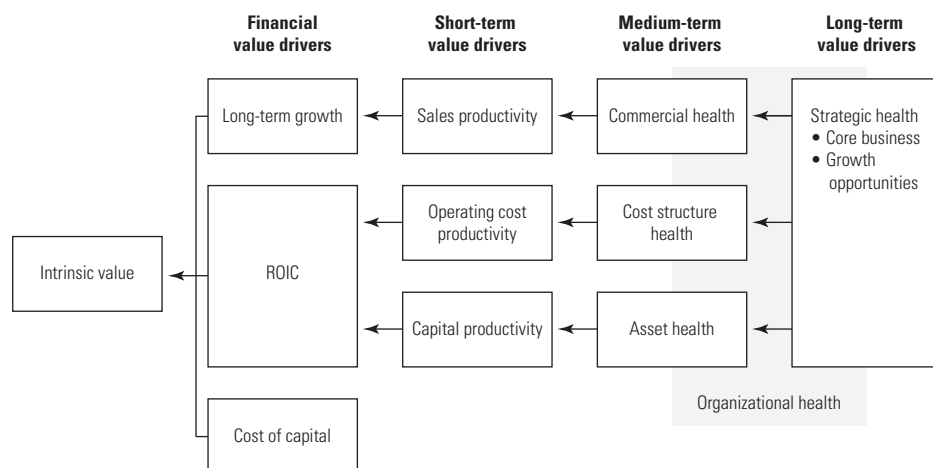 Financial
value drivers
Short-term
value drivers
Medium-term
value drivers
Long-term
value drivers
Long-term growth
Sales productivity
Commercial health
Strategic health
• Core business
• Growth
opportunities
Operating cost
productivity
Cost structure
health
Intrinsic value
ROIC
Capital productivity
Asset health
Organizational health
Cost of capital